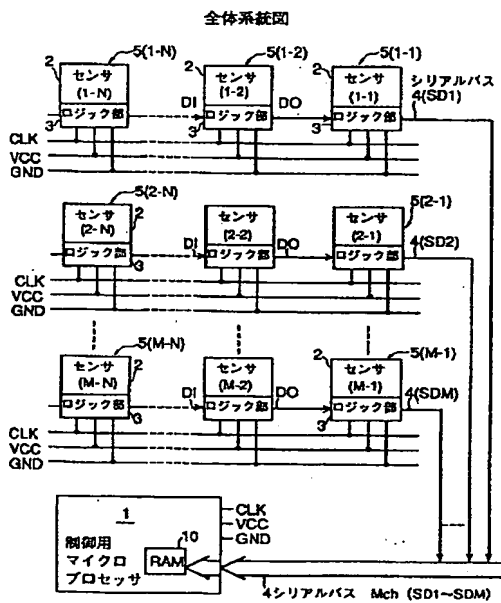 全体系統図
5(1-N) 5(1-2) 5(1-1)
2 センサ (1-N) ロジック部 3
DI
2 センサ (1-2) ロジック部 3
DO
2 センサ (1-1) ロジック部 3
シリアルバス
4(SD1)
CLK
VCC
GND
5(2-N) 5(2-1)
センサ (2-N) ロジック部 2 3
DI
センサ (2-2) ロジック部
DO
センサ (2-1) ロジック部
4(SD2)
CLK
VCC
GND
5(M-N) 5(M-1)
センサ (M-N) ロジック部 2 3
DI
センサ (M-2) ロジック部
DO
2 センサ (M-1) ロジック部 3
4(SDM)
CLK
VCC
GND
1
制御用
マイクロ
プロセッサ
10
RAM
CLK
VCC
GND
4シリアルバス Mch (SD1~SDM)